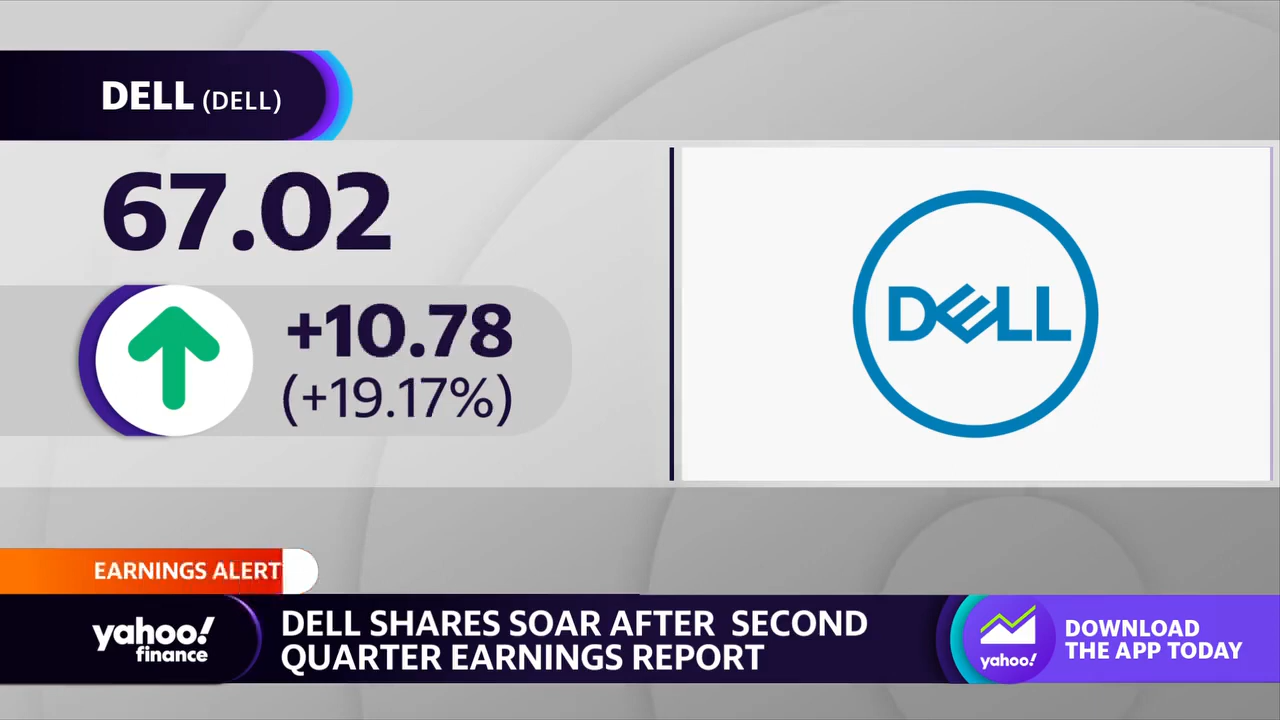 DELL (DELL)
67.02
+10.78
(+19.17%)
DELL
EARNINGS ALERT
yahoo!
finance
DELL SHARES SOAR AFTER SECOND
QUARTER EARNINGS REPORT
yahoo!
DOWNLOAD
THE APP TODAY